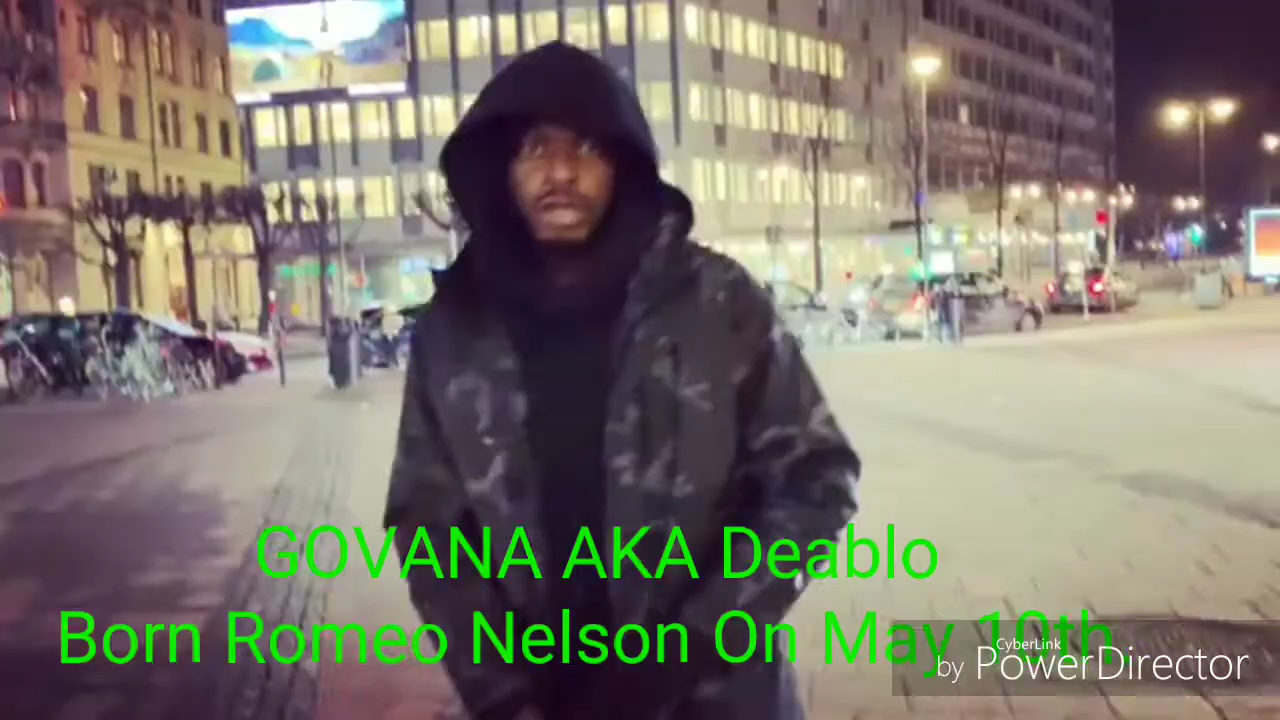 GOVANA AKA Deablo
Born Romeo Nelson On May 10th,
CyberLink
by PowerDirector